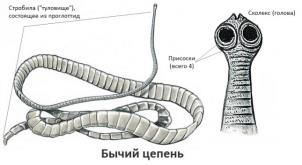 Стробила ("туловище"),
состоящее из проглоттид
Сколекс (голова)
Присоски
(всего 4)
Бычий цепень